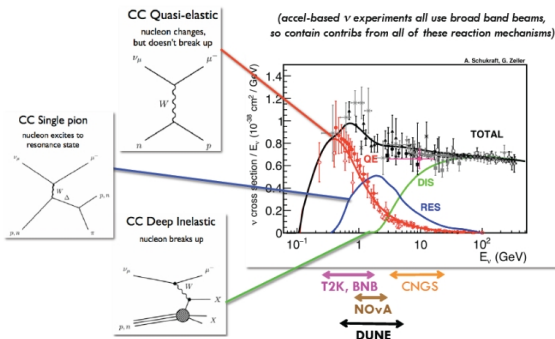 CC Quasi-elastic
nucleon changes,
but doesn't break up
νμ
μ⁻
W
n
p
CC Single pion
nucleon excites to
resonance state
νμ
μ⁻
W
Δ
p, n
p, n
π
CC Deep Inelastic
nucleon breaks up
νμ
μ⁻
W
X
p, n
X
(accel-based ν experiments all use broad band beams,
so contain contribs from all of these reaction mechanisms)
A. Schukraft, G. Zeller
ν cross section / Eν (10⁻³⁸ cm² / GeV)
1.4
1.2
1
0.8
0.6
0.4
0.2
0
TOTAL
QE
DIS
RES
10⁻¹
1
10
10²
Eν (GeV)
T2K, BNB
CNGS
NOνA
DUNE